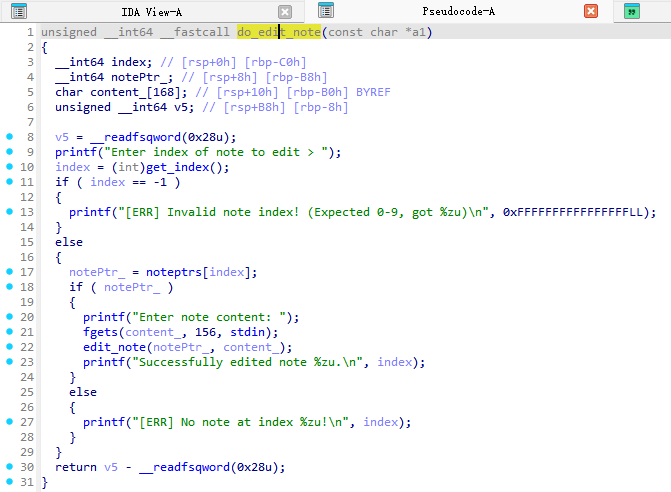 IDA View-A Pseudocode-A
1 unsigned __int64 __fastcall do_edit_note(const char *a1)
2 {
3 __int64 index; // [rsp+0h] [rbp-C0h]
4 __int64 notePtr_; // [rsp+8h] [rbp-B8h]
5 char content_[168]; // [rsp+10h] [rbp-B0h] BYREF
6 unsigned __int64 v5; // [rsp+B8h] [rbp-8h]
7
8 v5 = __readfsqword(0x28u);
9 printf("Enter index of note to edit > ");
10 index = (int)get_index();
11 if ( index == -1 )
12 {
13 printf("[ERR] Invalid note index! (Expected 0-9, got %zu)\n", 0xFFFFFFFFFFFFFFFFLL);
14 }
15 else
16 {
17 notePtr_ = noteptrs[index];
18 if ( notePtr_ )
19 {
20 printf("Enter note content: ");
21 fgets(content_, 156, stdin);
22 edit_note(notePtr_, content_);
23 printf("Successfully edited note %zu.\n", index);
24 }
25 else
26 {
27 printf("[ERR] No note at index %zu!\n", index);
28 }
29 }
30 return v5 - __readfsqword(0x28u);
31 }